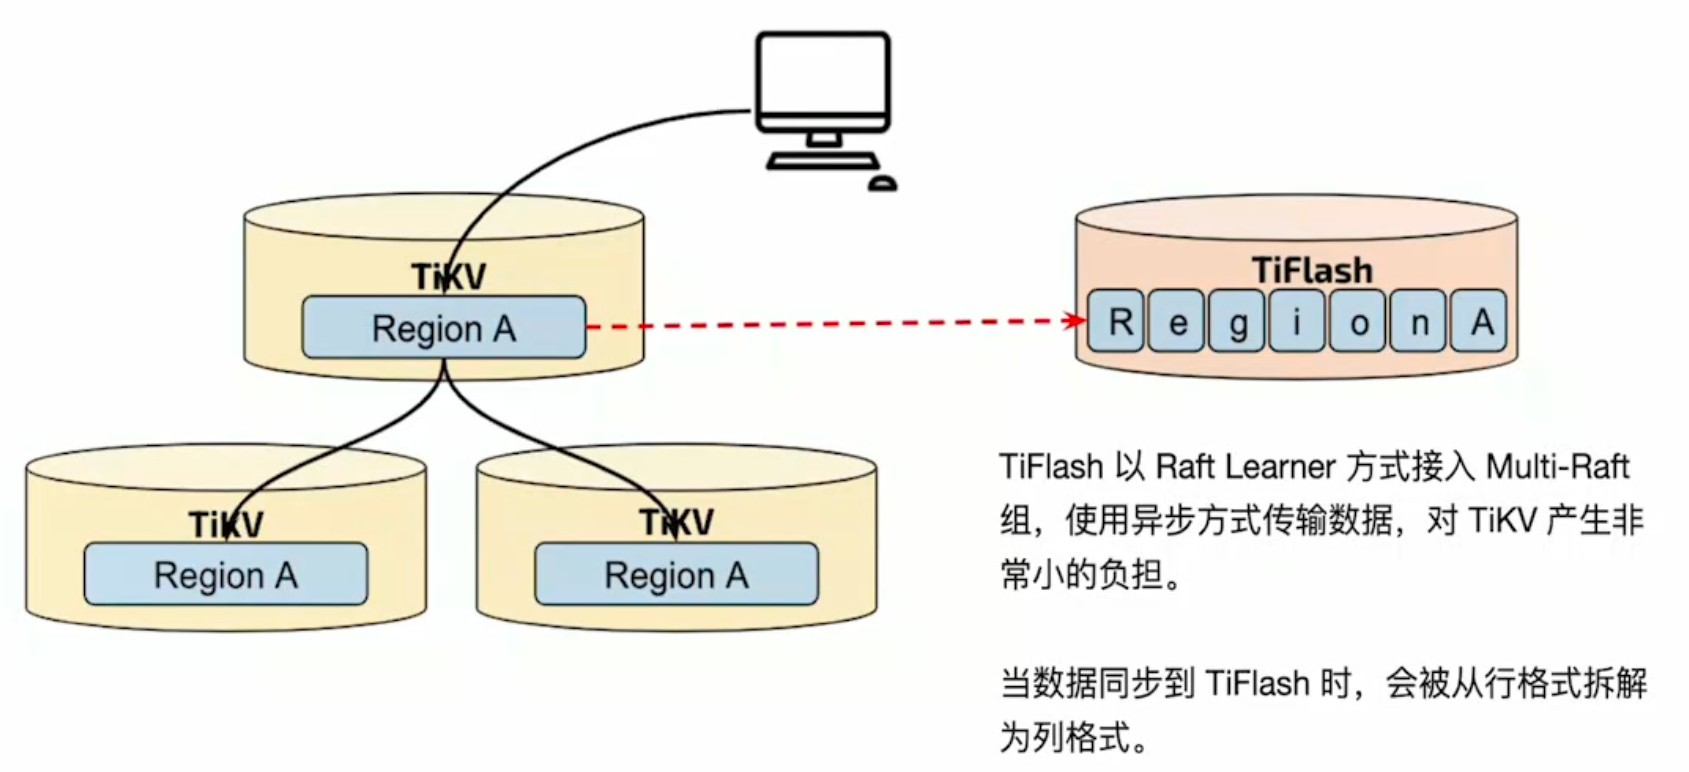 TiKV
Region A
TiFlash
R e g i o n A
TiKV
Region A
TiKV
Region A
TiFlash 以 Raft Learner 方式接入 Multi-Raft
组，使用异步方式传输数据，对 TiKV 产生非
常小的负担。
当数据同步到 TiFlash 时，会被从行格式拆解
为列格式。